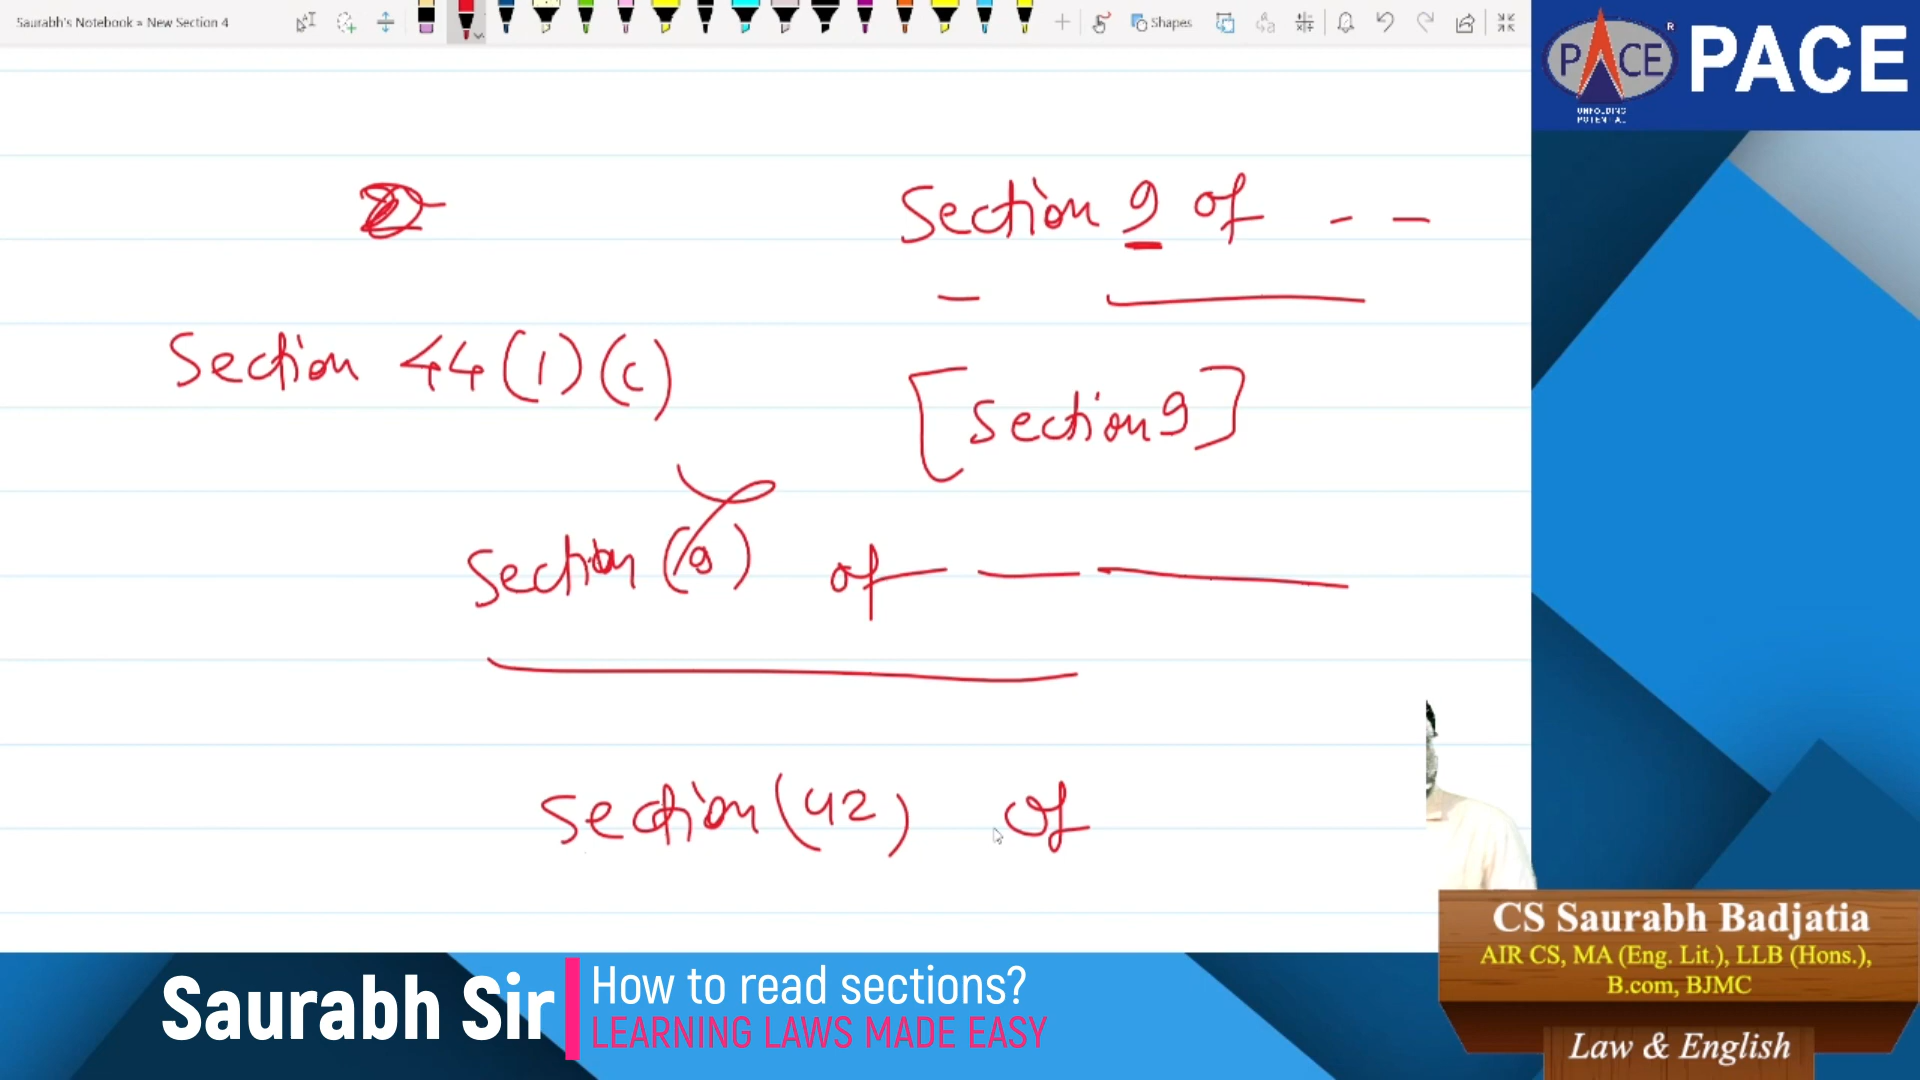 Saurabh's Notebook » New Section 4
Shapes
PACE
UNFOLDING
POTENTIAL
PACE
Section 9 of - -
Section 44(1)(c)
[Section 9]
Section (9) of
Section (42) of
CS Saurabh Badjatia
AIR CS, MA (Eng. Lit.), LLB (Hons.),
B.com, BJMC
Law & English
Saurabh Sir
How to read sections?
LEARNING LAWS MADE EASY